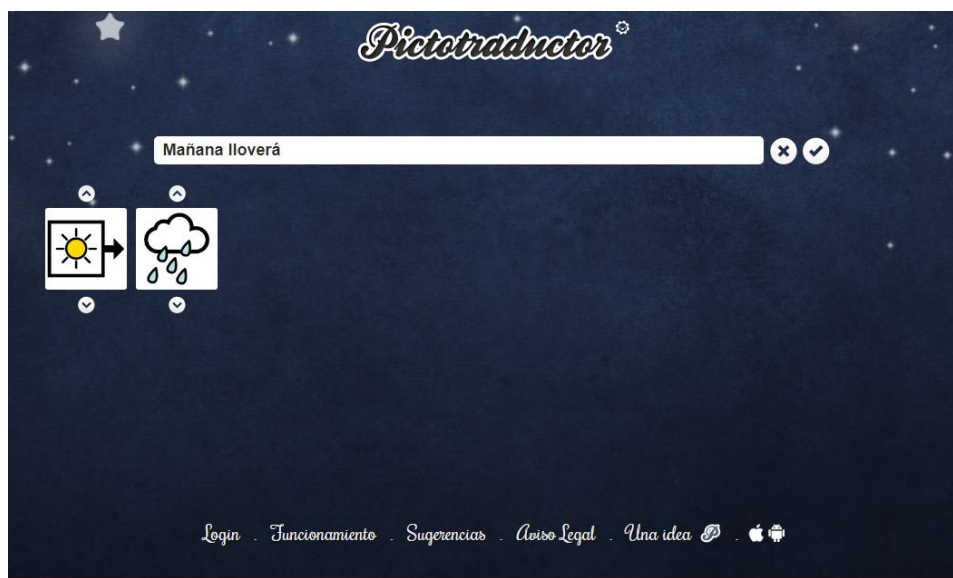 Pictotraductor
Mañana lloverá
Login . Funcionamiento . Sugerencias . Aviso Legal . Una idea .